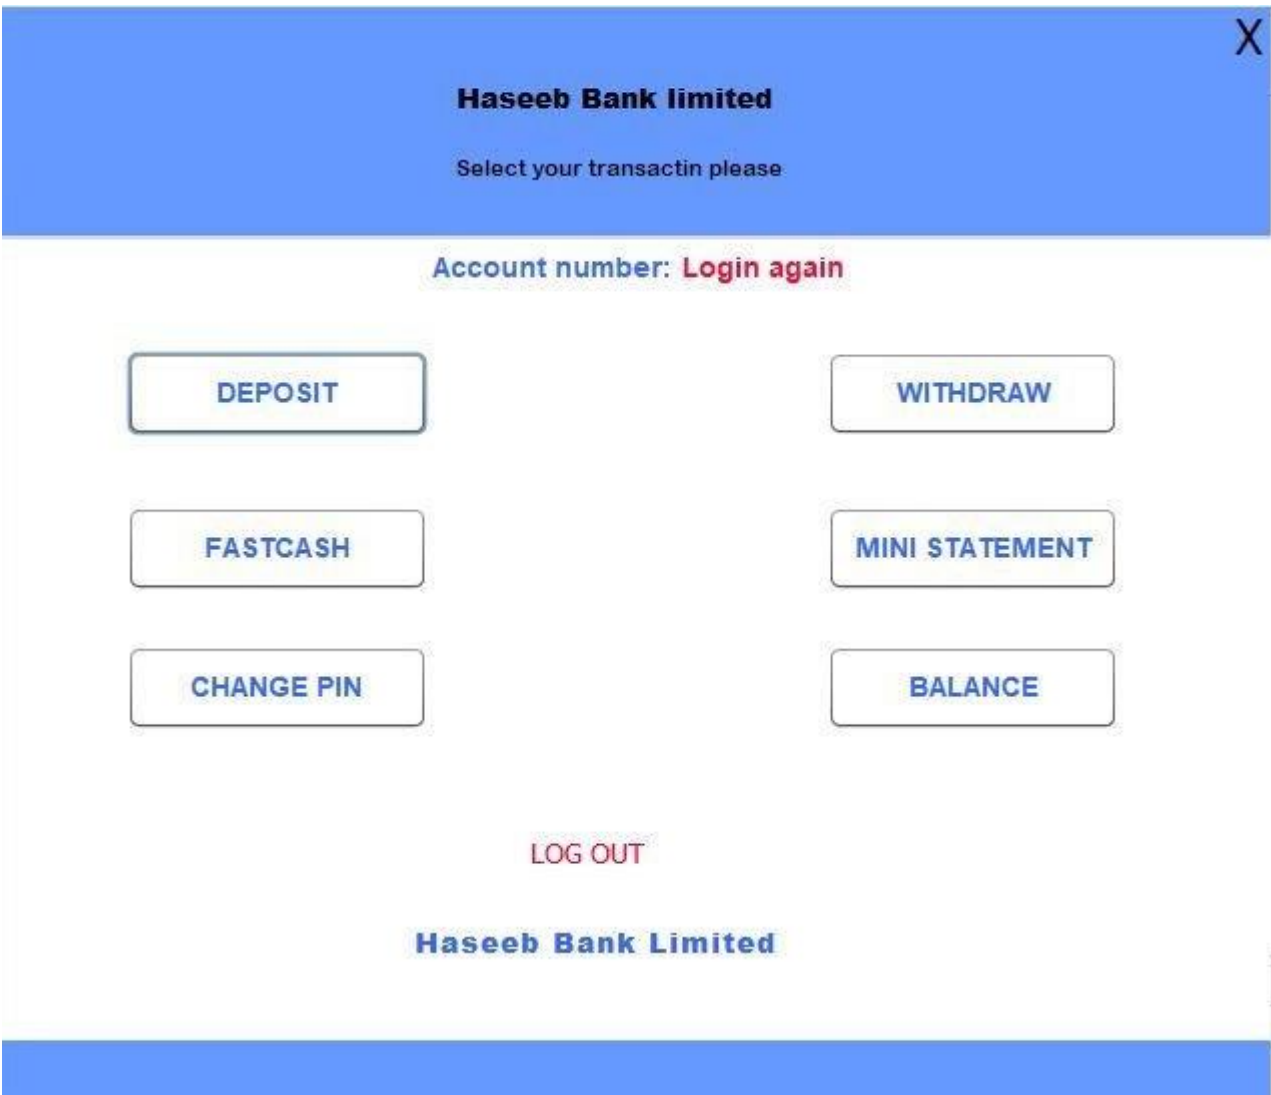 X
Haseeb Bank limited
Select your transactin please
Account number: Login again
DEPOSIT WITHDRAW
FASTCASH MINI STATEMENT
CHANGE PIN BALANCE
LOG OUT
Haseeb Bank Limited